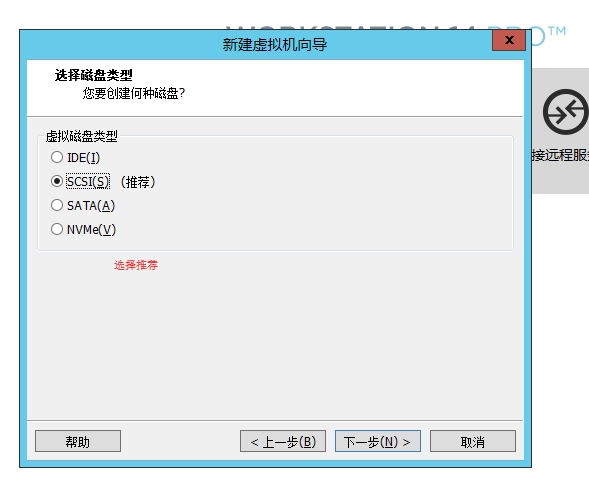 PRO™
新建虚拟机向导
x
选择磁盘类型
您要创建何种磁盘?
接远程服
虚拟磁盘类型
IDE(I)
SCSI(S) （推荐）
SATA(A)
NVMe(V)
选择推荐
帮助
< 上一步(B)
下一步(N) >
取消